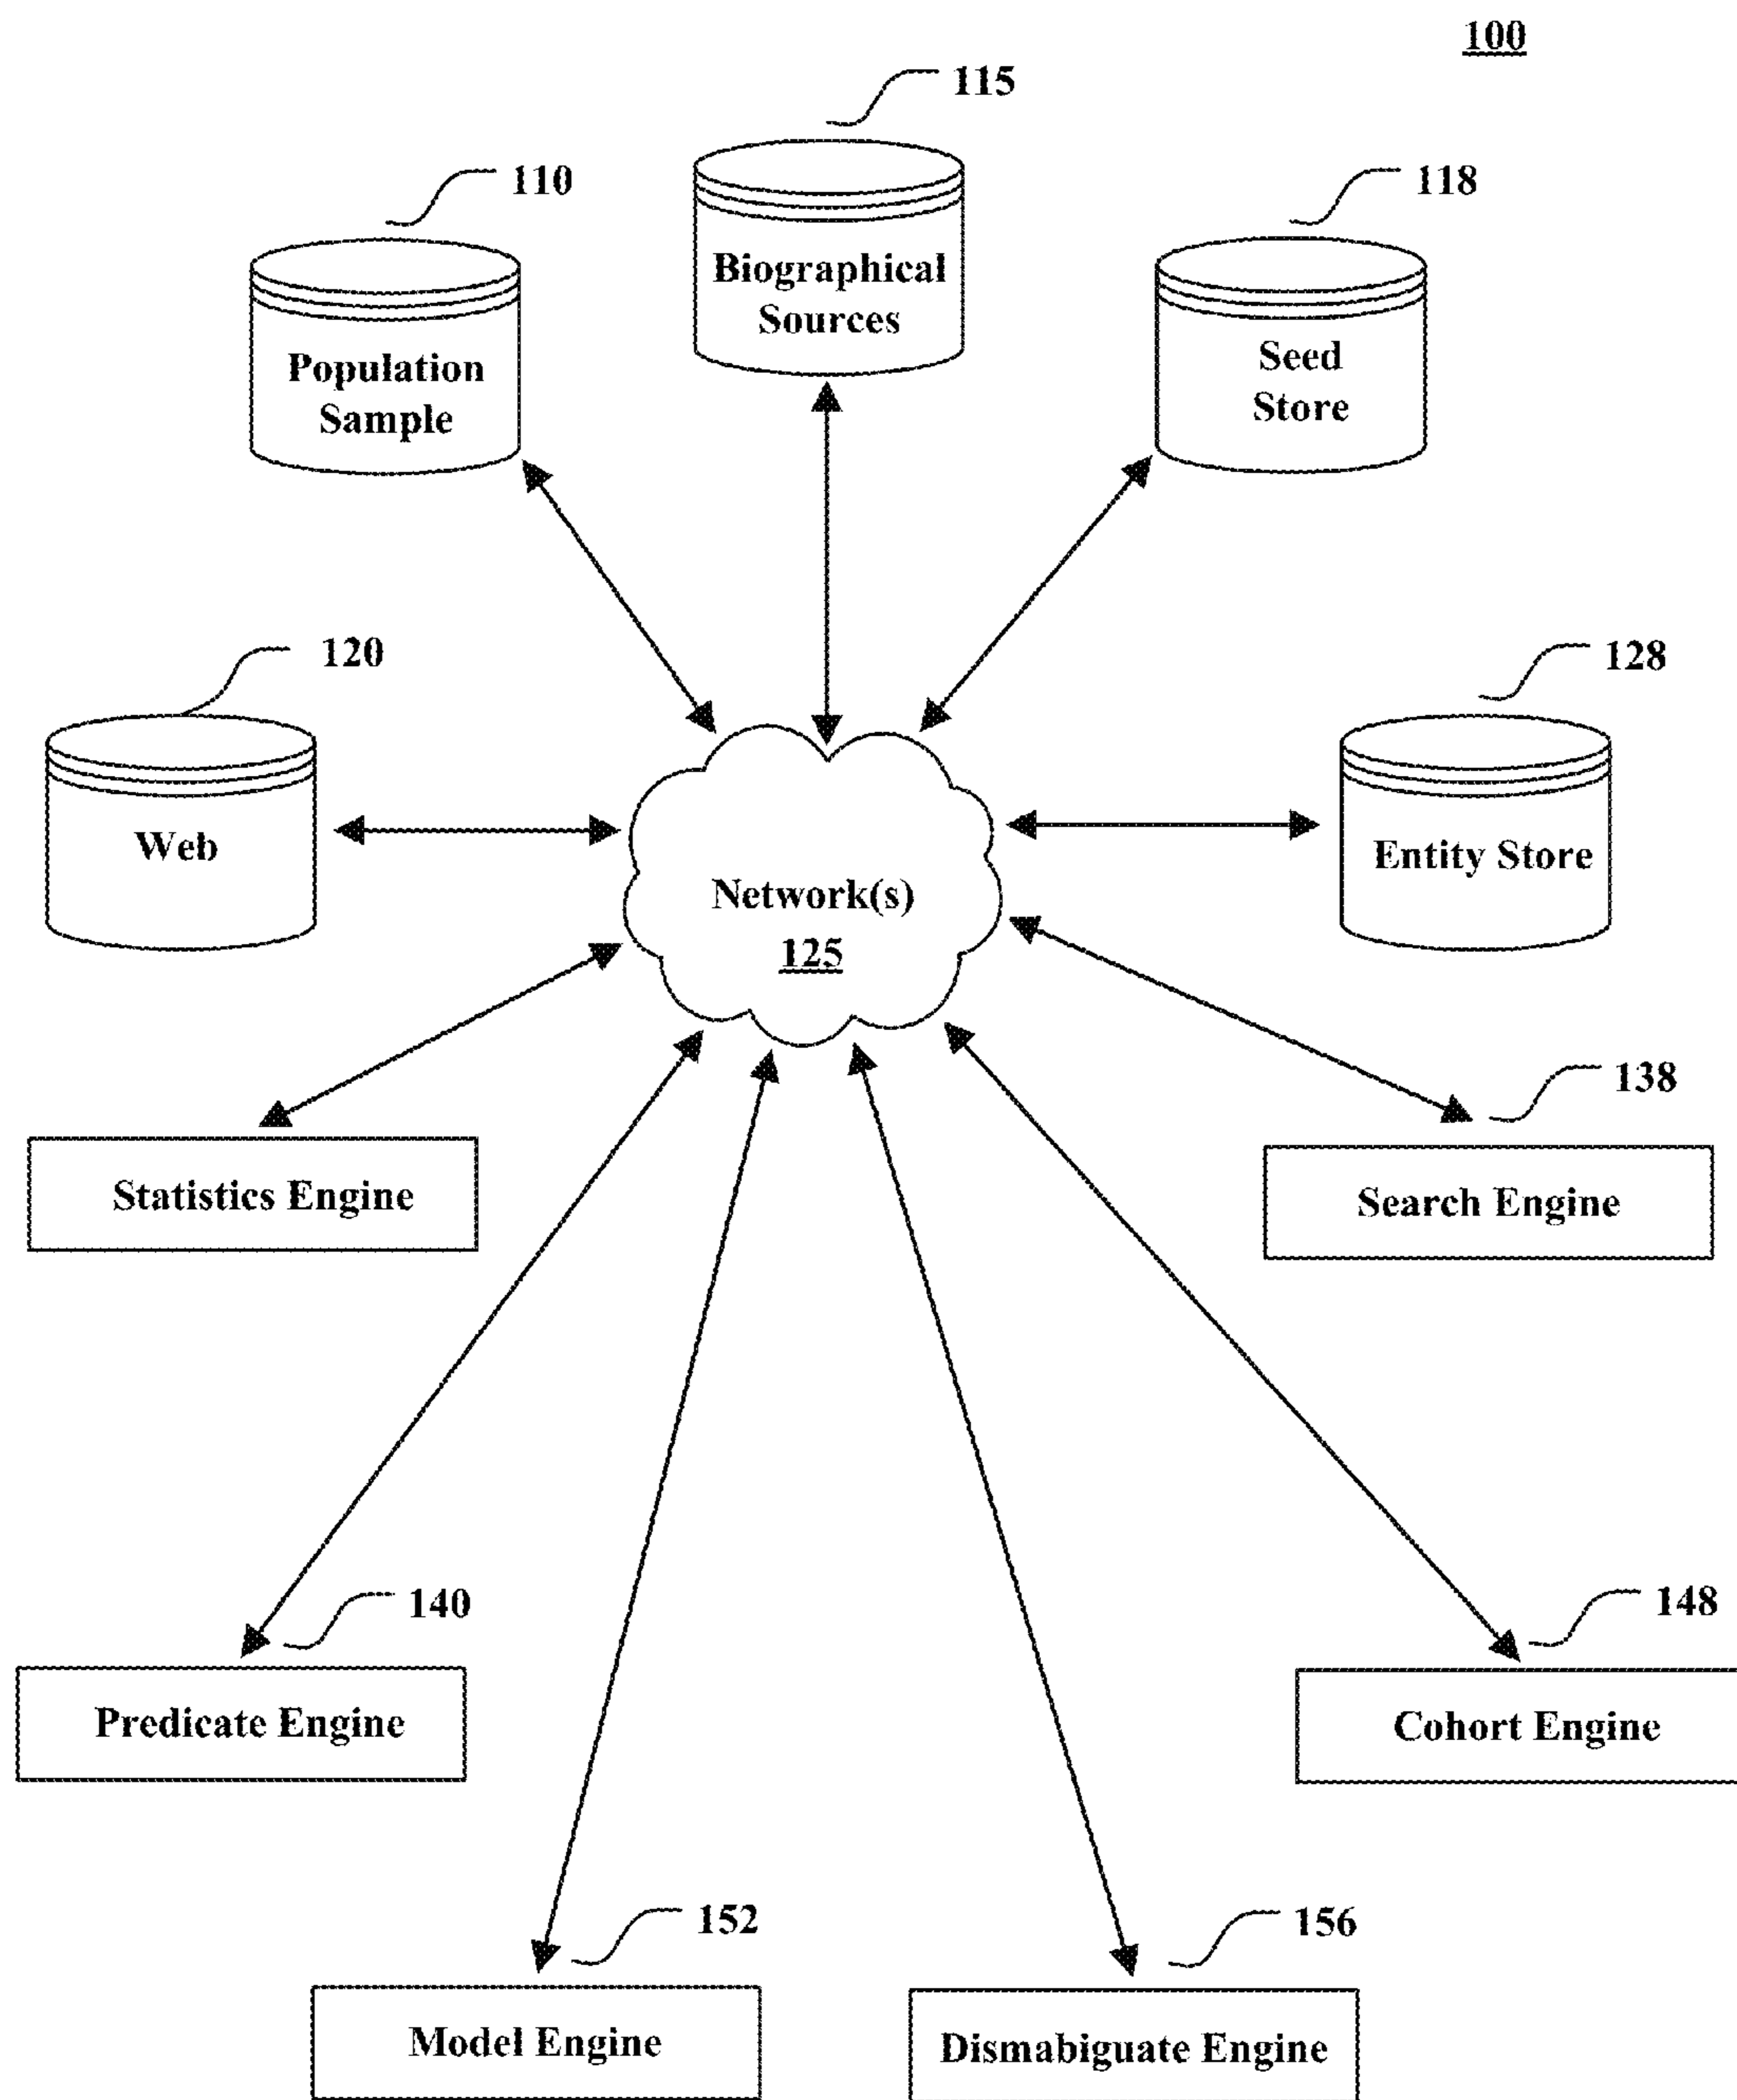 100
115
110
118
Biographical
Sources
Population
Sample
Seed
Store
120
128
Web
Entity Store
Network(s)
125
138
Statistics Engine
Search Engine
140
148
Predicate Engine
Cohort Engine
152
156
Model Engine
Dismabiguate Engine